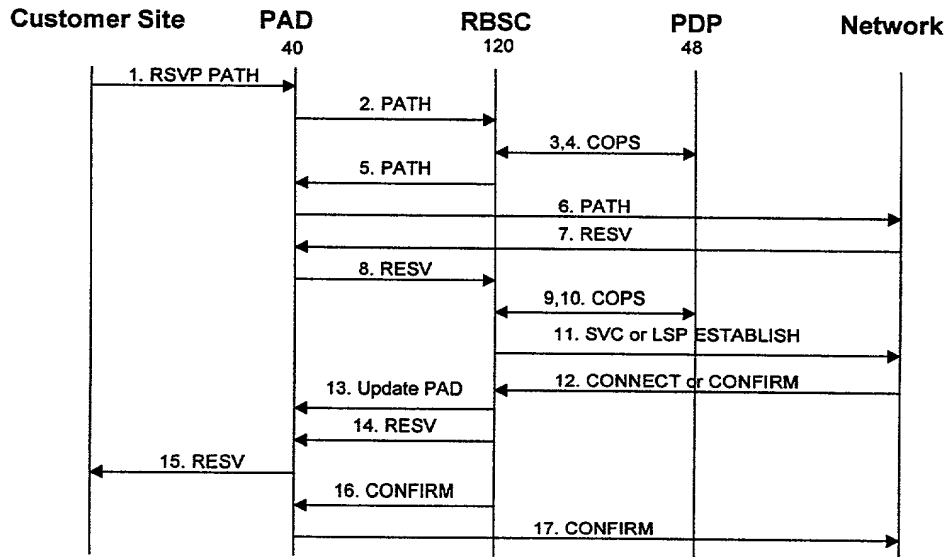 Customer Site PAD RBSC PDP Network
40 120 48
1. RSVP PATH
2. PATH
3,4. COPS
5. PATH
6. PATH
7. RESV
8. RESV
9,10. COPS
11. SVC or LSP ESTABLISH
12. CONNECT or CONFIRM
13. Update PAD
14. RESV
15. RESV
16. CONFIRM
17. CONFIRM